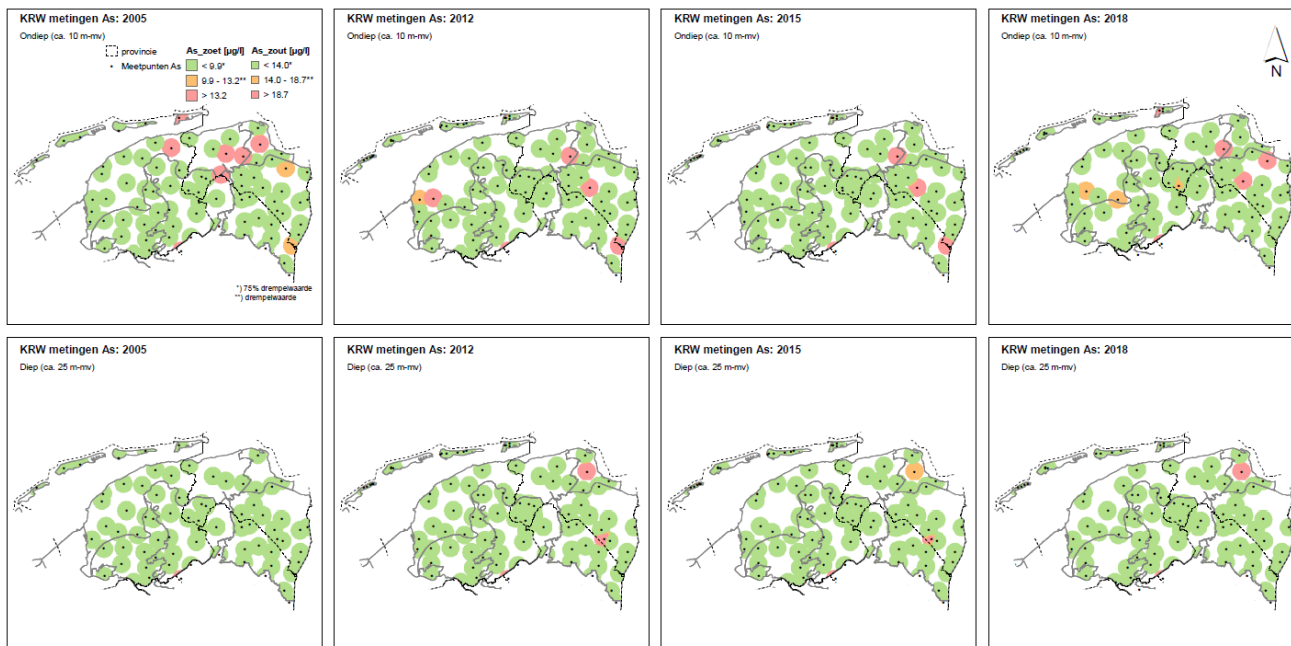 KRW metingen As: 2005
Ondiep (ca. 10 m-mv)
provincie
Meetpunten As
As_zoet [µg/l]
< 9.9*
9.9 - 13.2**
> 13.2
As_zout [µg/l]
< 14.0*
14.0 - 18.7**
> 18.7
*) 75% drempelwaarde
**) drempelwaarde
KRW metingen As: 2012
Ondiep (ca. 10 m-mv)
KRW metingen As: 2015
Ondiep (ca. 10 m-mv)
KRW metingen As: 2018
Ondiep (ca. 10 m-mv)
N
KRW metingen As: 2005
Diep (ca. 25 m-mv)
KRW metingen As: 2012
Diep (ca. 25 m-mv)
KRW metingen As: 2015
Diep (ca. 25 m-mv)
KRW metingen As: 2018
Diep (ca. 25 m-mv)